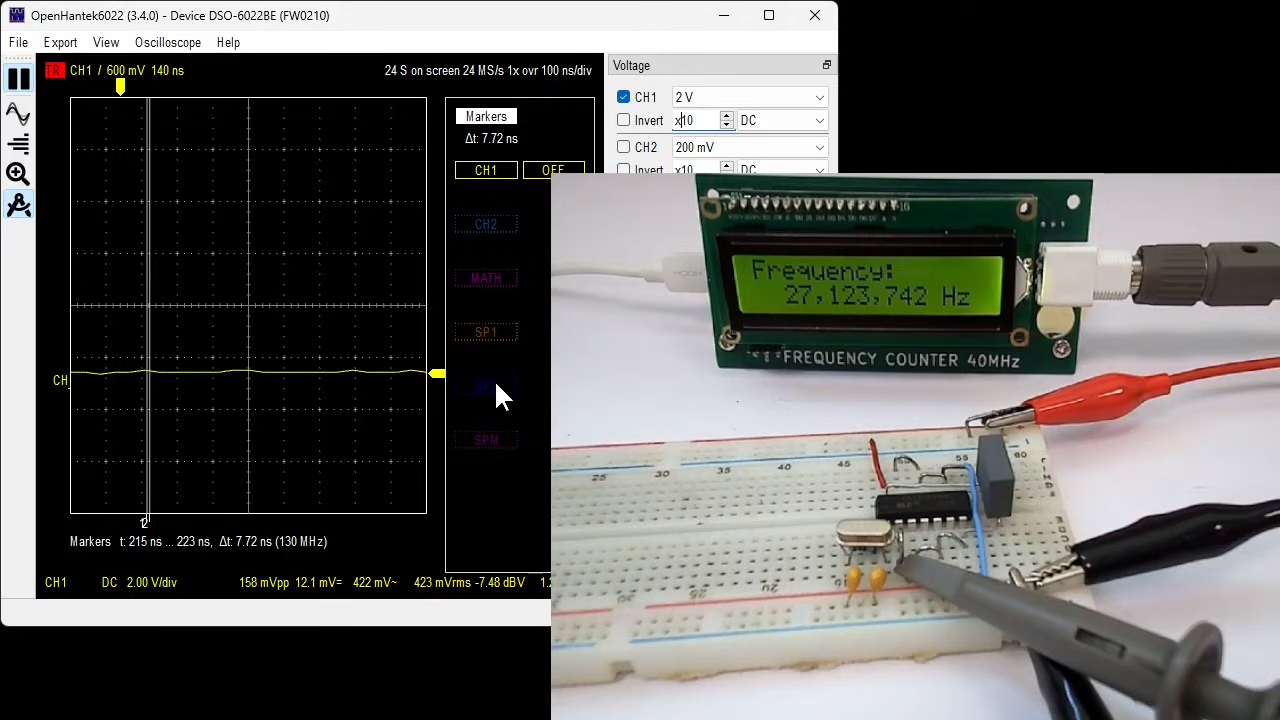 OpenHantek6022 (3.4.0) - Device DSO-6022BE (FW0210)
File Export View Oscilloscope Help
TR CH1 / 600 mV 140 ns
24 S on screen 24 MS/s 1x ovr 100 ns/div
Voltage
CH1 2 V
Invert x10 DC
CH2 200 mV
Invert x10 DC
Markers
Δt: 7.72 ns
CH1 OFF
CH2
MATH
SP1
SPM
CH
Markers t: 215 ns ... 223 ns, Δt: 7.72 ns (130 MHz)
CH1 DC 2.00 V/div 158 mVpp 12.1 mV= 422 mV~ 423 mVrms -7.48 dBV
Frequency:
27,123,742 Hz
FREQUENCY COUNTER 40MHz
25 30 35 40 45 55 60